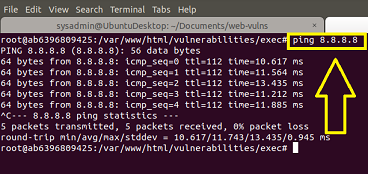 File Edit View Search Terminal Tabs Help
sysadmin@UbuntuDesktop: ~/Documents/web-vulns
root@ab6396809425:/var/www/html/vulnerabilities/exec# ping 8.8.8.8
PING 8.8.8.8 (8.8.8.8): 56 data bytes
64 bytes from 8.8.8.8: icmp_seq=0 ttl=112 time=10.617 ms
64 bytes from 8.8.8.8: icmp_seq=1 ttl=112 time=11.564 ms
64 bytes from 8.8.8.8: icmp_seq=2 ttl=112 time=13.435 ms
64 bytes from 8.8.8.8: icmp_seq=3 ttl=112 time=11.212 ms
64 bytes from 8.8.8.8: icmp_seq=4 ttl=112 time=11.885 ms
^C--- 8.8.8.8 ping statistics ---
5 packets transmitted, 5 packets received, 0% packet loss
round-trip min/avg/max/stddev = 10.617/11.743/13.435/0.945 ms
root@ab6396809425:/var/www/html/vulnerabilities/exec#